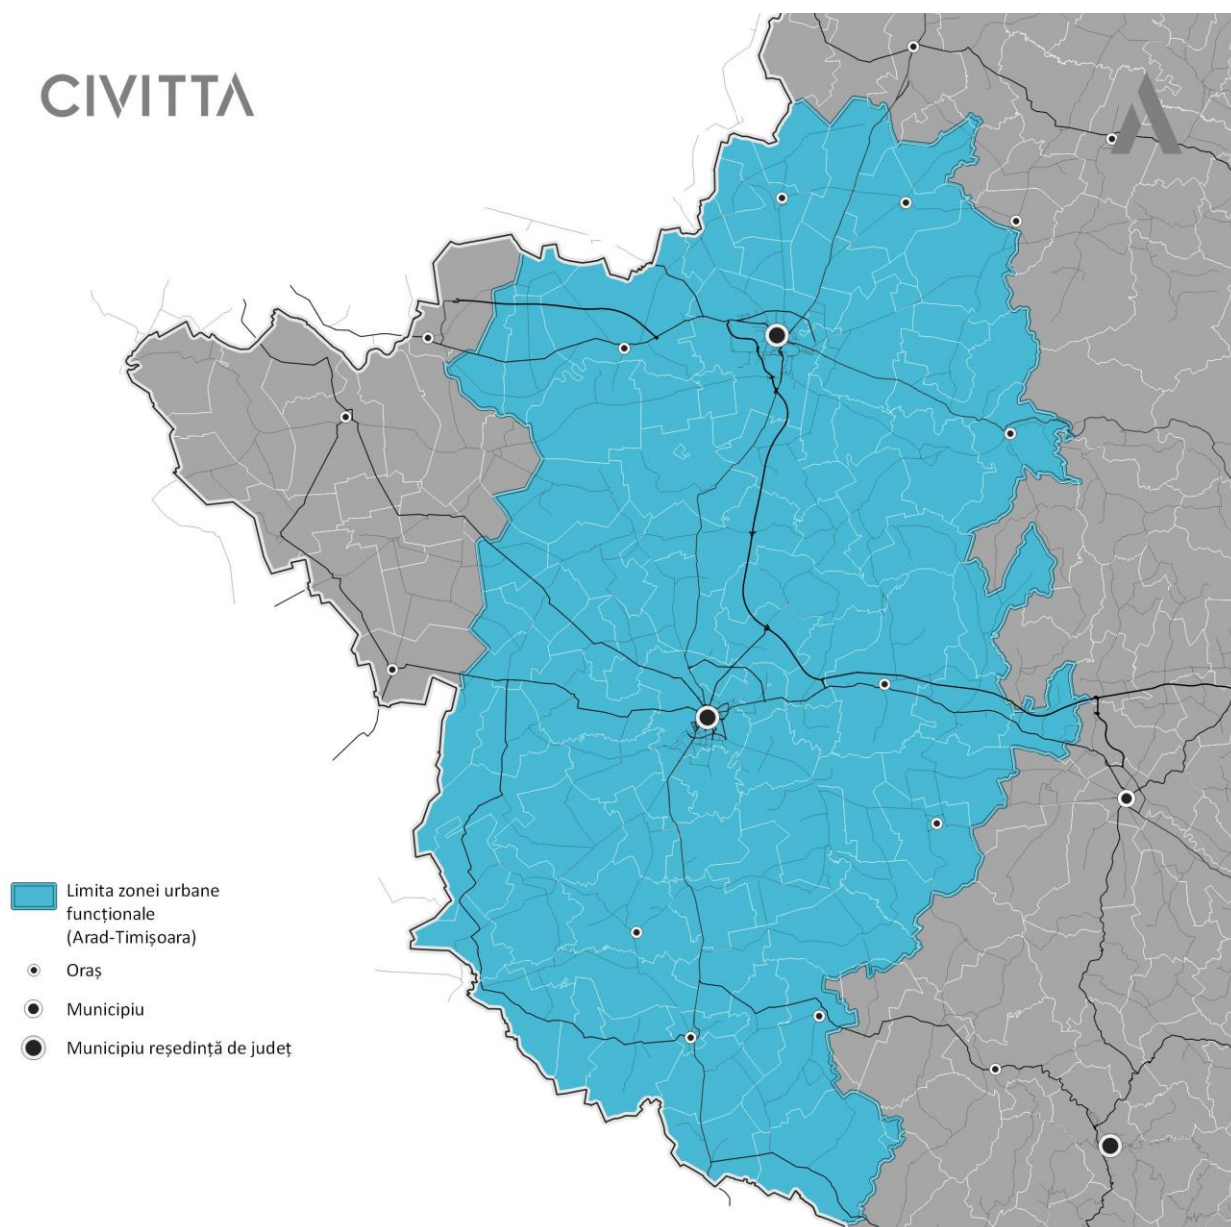 CIVITTA
Limita zonei urbane
funcționale
(Arad-Timișoara)
Oraș
Municipiu
Municipiu reședință de județ